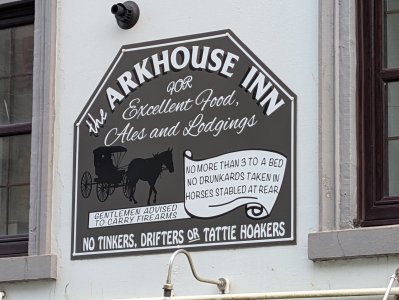 the ARKHOUSE INN
FOR
Excellent Food,
Ales and Lodgings
NO MORE THAN 3 TO A BED
NO DRUNKARDS TAKEN IN
HORSES STABLED AT REAR
GENTLEMEN ADVISED
TO CARRY FIREARMS
NO TINKERS, DRIFTERS OR TATTIE HOAKERS